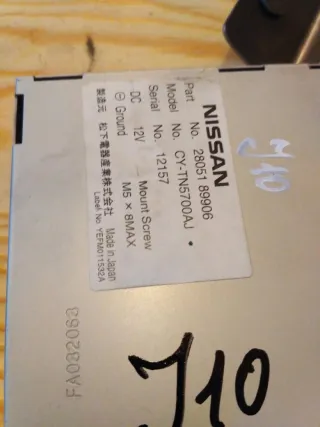 NISSAN
Part No. 28051 89906
Model No. CY-TN5700AJ
Serial No. 12157
DC 12V Mount Screw
⊖ Ground M5 × 8MAX
製造元 松下電器産業株式会社 Made in Japan
Label No. YEFM011532A
J10
FA092083
J10